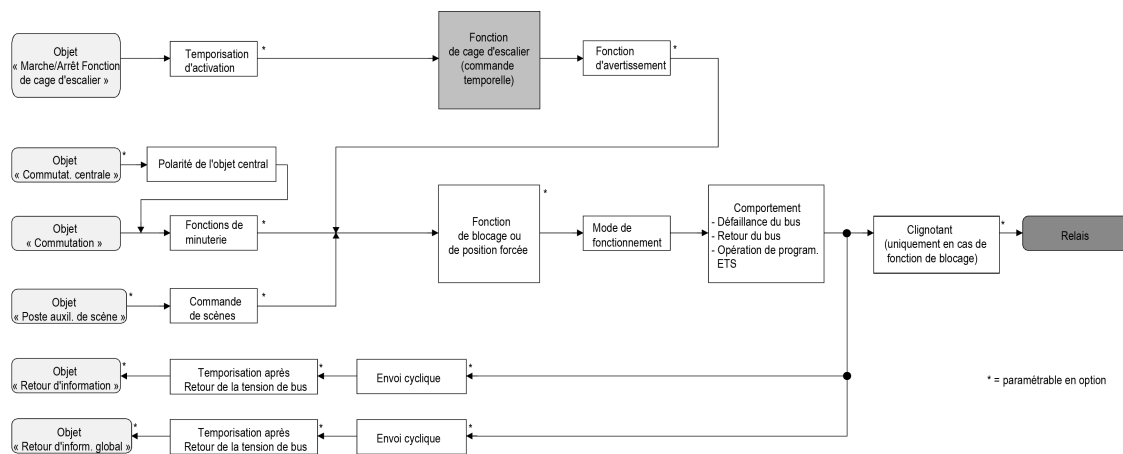 Objet
« Marche/Arrêt Fonction
de cage d'escalier »
Temporisation
d'activation
*
Fonction
de cage d'escalier
(commande
temporelle)
Fonction
d'avertissement
*
Objet
« Commutat. centrale »
*
Polarité de l'objet central
Objet
« Commutation »
Fonctions de
minuterie
*
Fonction
de blocage ou
de position forcée
*
Mode de
fonctionnement
Comportement
- Défaillance du bus
- Retour du bus
- Opération de program.
ETS
Clignotant
(uniquement en cas de
fonction de blocage)
*
Relais
Objet
« Poste auxil. de scène »
*
Commande
de scènes
*
Objet
« Retour d'information »
*
Temporisation après
Retour de la tension de bus
*
Envoi cyclique
*
* = paramétrable en option
Objet
« Retour d'inform. global »
*
Temporisation après
Retour de la tension de bus
*
Envoi cyclique
*